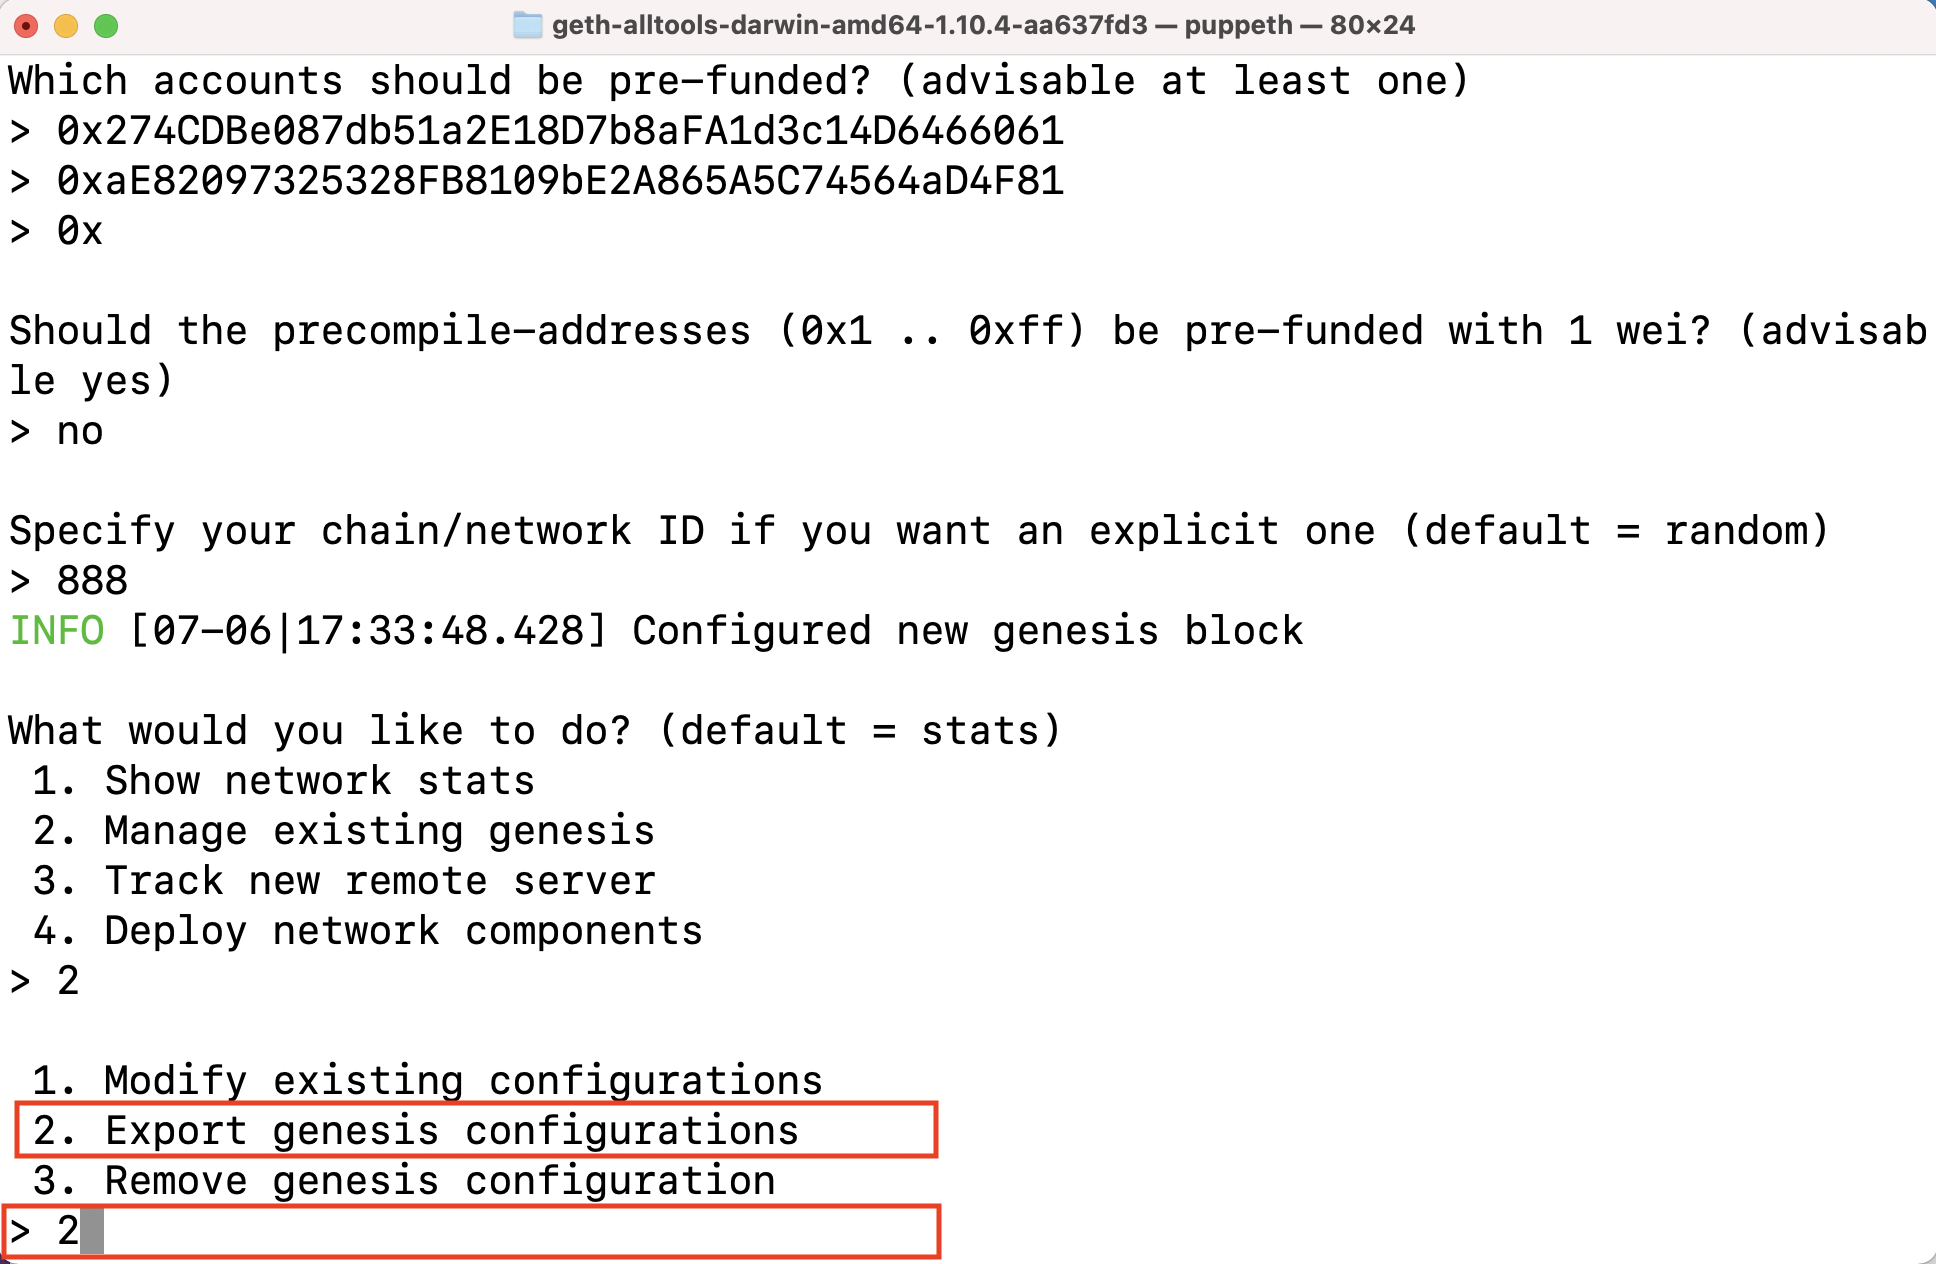 geth-alltools-darwin-amd64-1.10.4-aa637fd3 — puppeth — 80×24
Which accounts should be pre-funded? (advisable at least one)
> 0x274CDBe087db51a2E18D7b8aFA1d3c14D6466061
> 0xaE82097325328FB8109bE2A865A5C74564aD4F81
> 0x
Should the precompile-addresses (0x1 .. 0xff) be pre-funded with 1 wei? (advisab
le yes)
> no
Specify your chain/network ID if you want an explicit one (default = random)
> 888
INFO [07-06|17:33:48.428] Configured new genesis block
What would you like to do? (default = stats)
1. Show network stats
2. Manage existing genesis
3. Track new remote server
4. Deploy network components
> 2
1. Modify existing configurations
2. Export genesis configurations
3. Remove genesis configuration
> 2